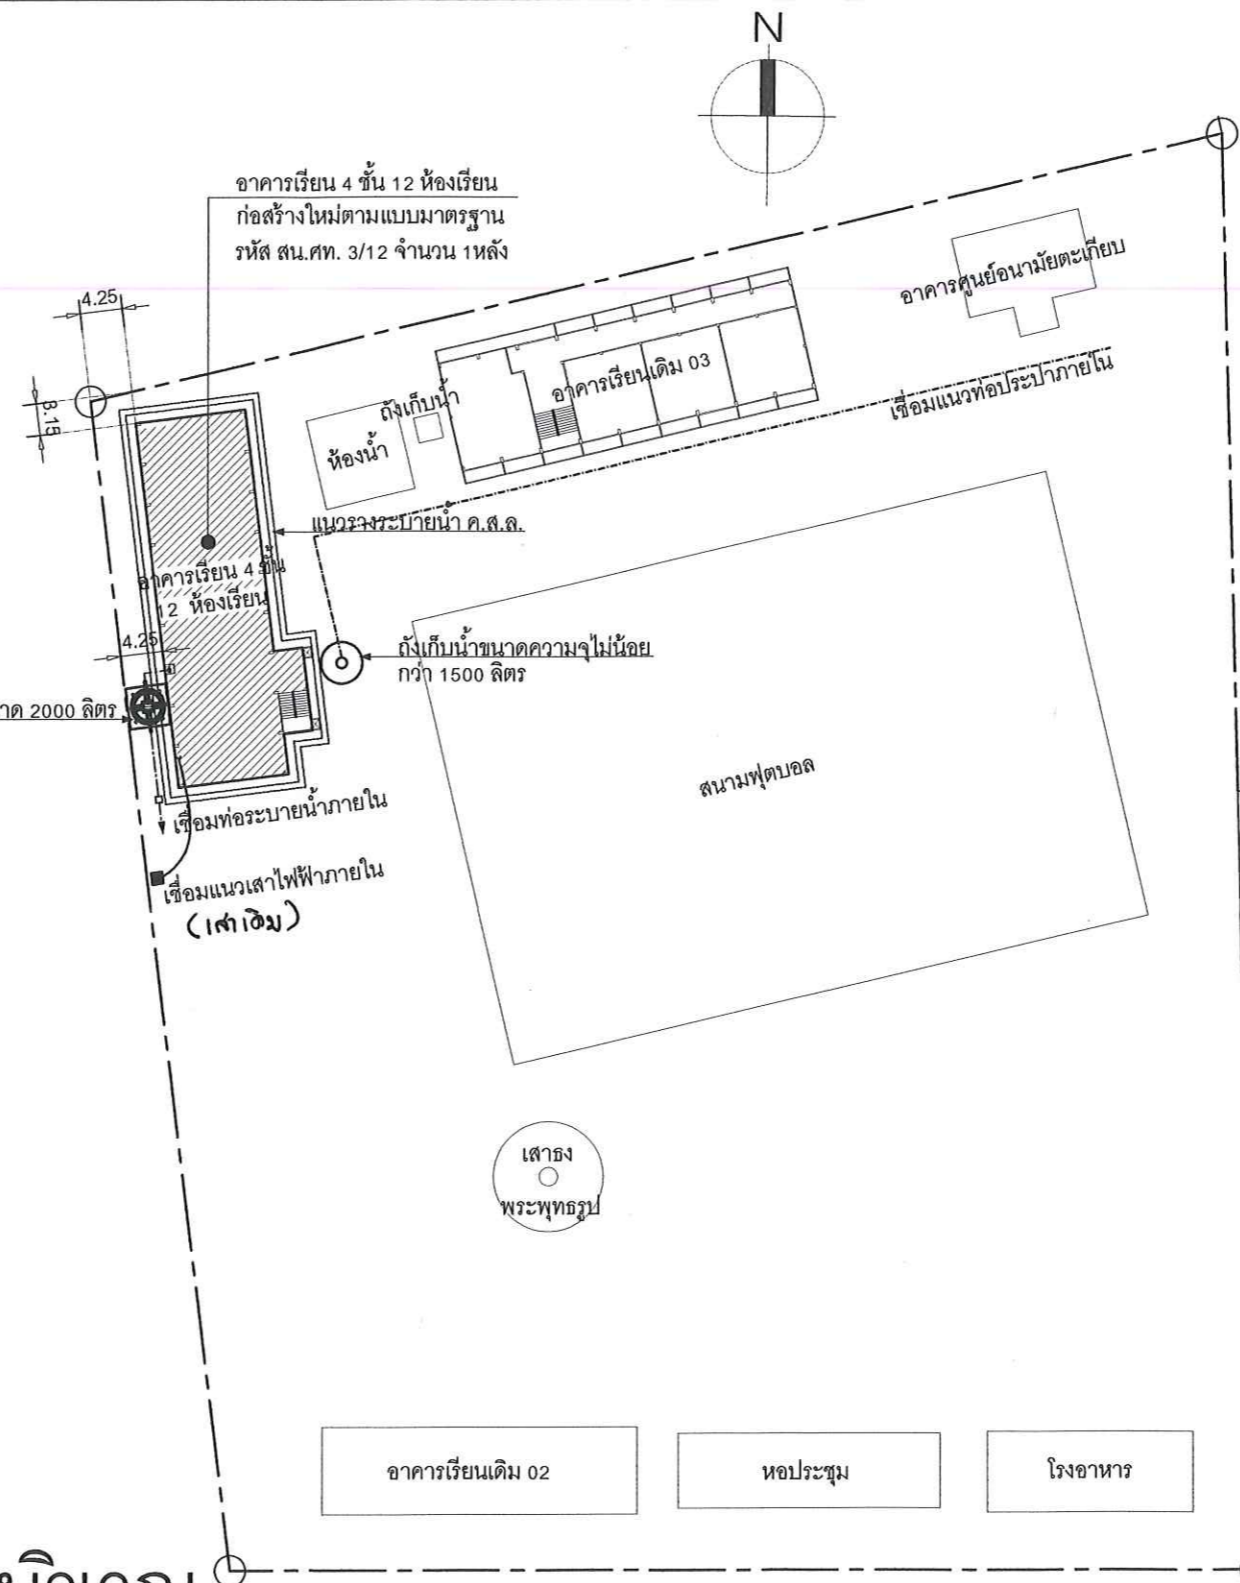 N
อาคารเรียน 4 ชั้น 12 ห้องเรียน
ก่อสร้างใหม่ตามแบบมาตรฐาน
รหัส สน.ศท. 3/12 จำนวน 1หลัง
อาคารศูนย์อนามัยตะเกียบ
4.25
3.15
อาคารเรียนเดิม 03
เชื่อมแนวท่อประปาภายใน
ถังเก็บน้ำ
ห้องน้ำ
แนวรางระบายน้ำ ค.ส.ล.
อาคารเรียน 4 ชั้น
12 ห้องเรียน
4.25
ถังเก็บน้ำขนาดความจุไม่น้อย
กว่า 1500 ลิตร
2000 ลิตร
สนามฟุตบอล
เชื่อมท่อระบายน้ำภายใน
เชื่อมแนวเสาไฟฟ้าภายใน
(เสาเดิม)
เสาธง
พระพุทธรูป
อาคารเรียนเดิม 02
หอประชุม
โรงอาหาร